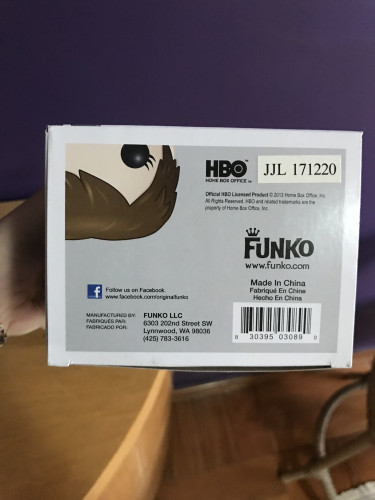 HBO
HOME BOX OFFICE
JJL 171220
Official HBO Licensed Product © 2013 Home Box Office, Inc.
All Rights Reserved. HBO and related trademarks are the
property of Home Box Office, Inc.
FUNKO
www.funko.com
Made In China
Fabriqué En Chine
Hecho En China
Follow us on Facebook.
www.facebook.com/originalfunko
MANUFACTURED BY: FUNKO LLC
FABRIQUÉS PAR: 6303 202nd Street SW
FABRICADO POR: Lynnwood, WA 98036
(425) 783-3616
0 30395 03089 0